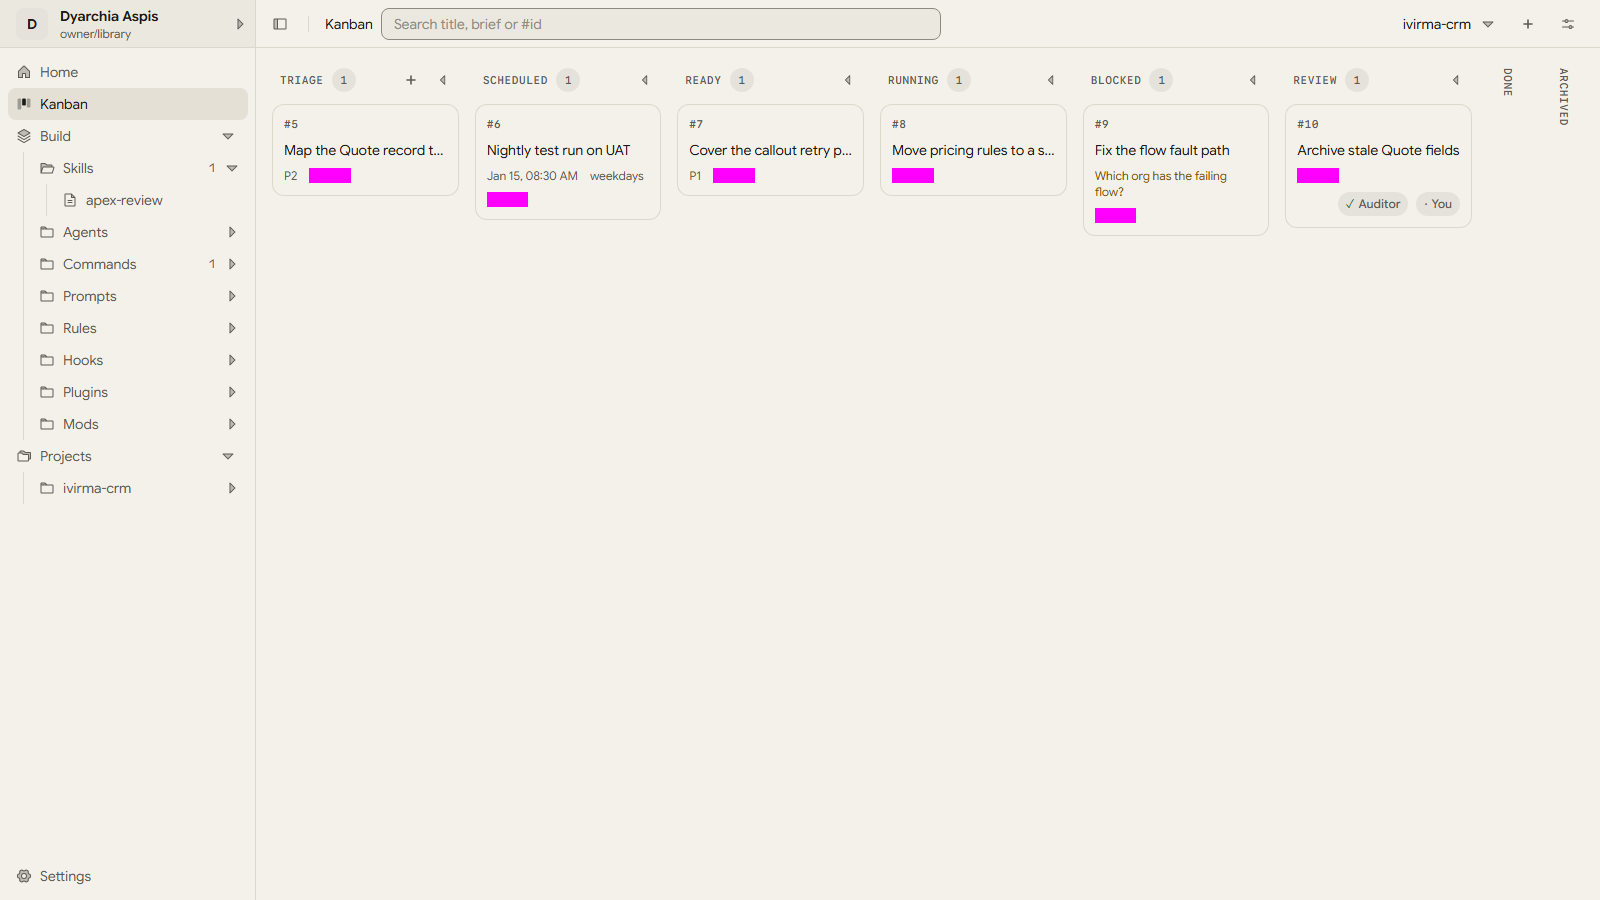 D
Dyarchia Aspis
owner/library
Home
Kanban
Build
Skills 1
apex-review
Agents
Commands 1
Prompts
Rules
Hooks
Plugins
Mods
Projects
ivirma-crm
Settings
Kanban
Search title, brief or #id
ivirma-crm
TRIAGE 1
#5
Map the Quote record t...
P2
SCHEDULED 1
#6
Nightly test run on UAT
Jan 15, 08:30 AM weekdays
READY 1
#7
Cover the callout retry p...
P1
RUNNING 1
#8
Move pricing rules to a s...
BLOCKED 1
#9
Fix the flow fault path
Which org has the failing
flow?
REVIEW 1
#10
Archive stale Quote fields
✓ Auditor
· You
DONE
ARCHIVED